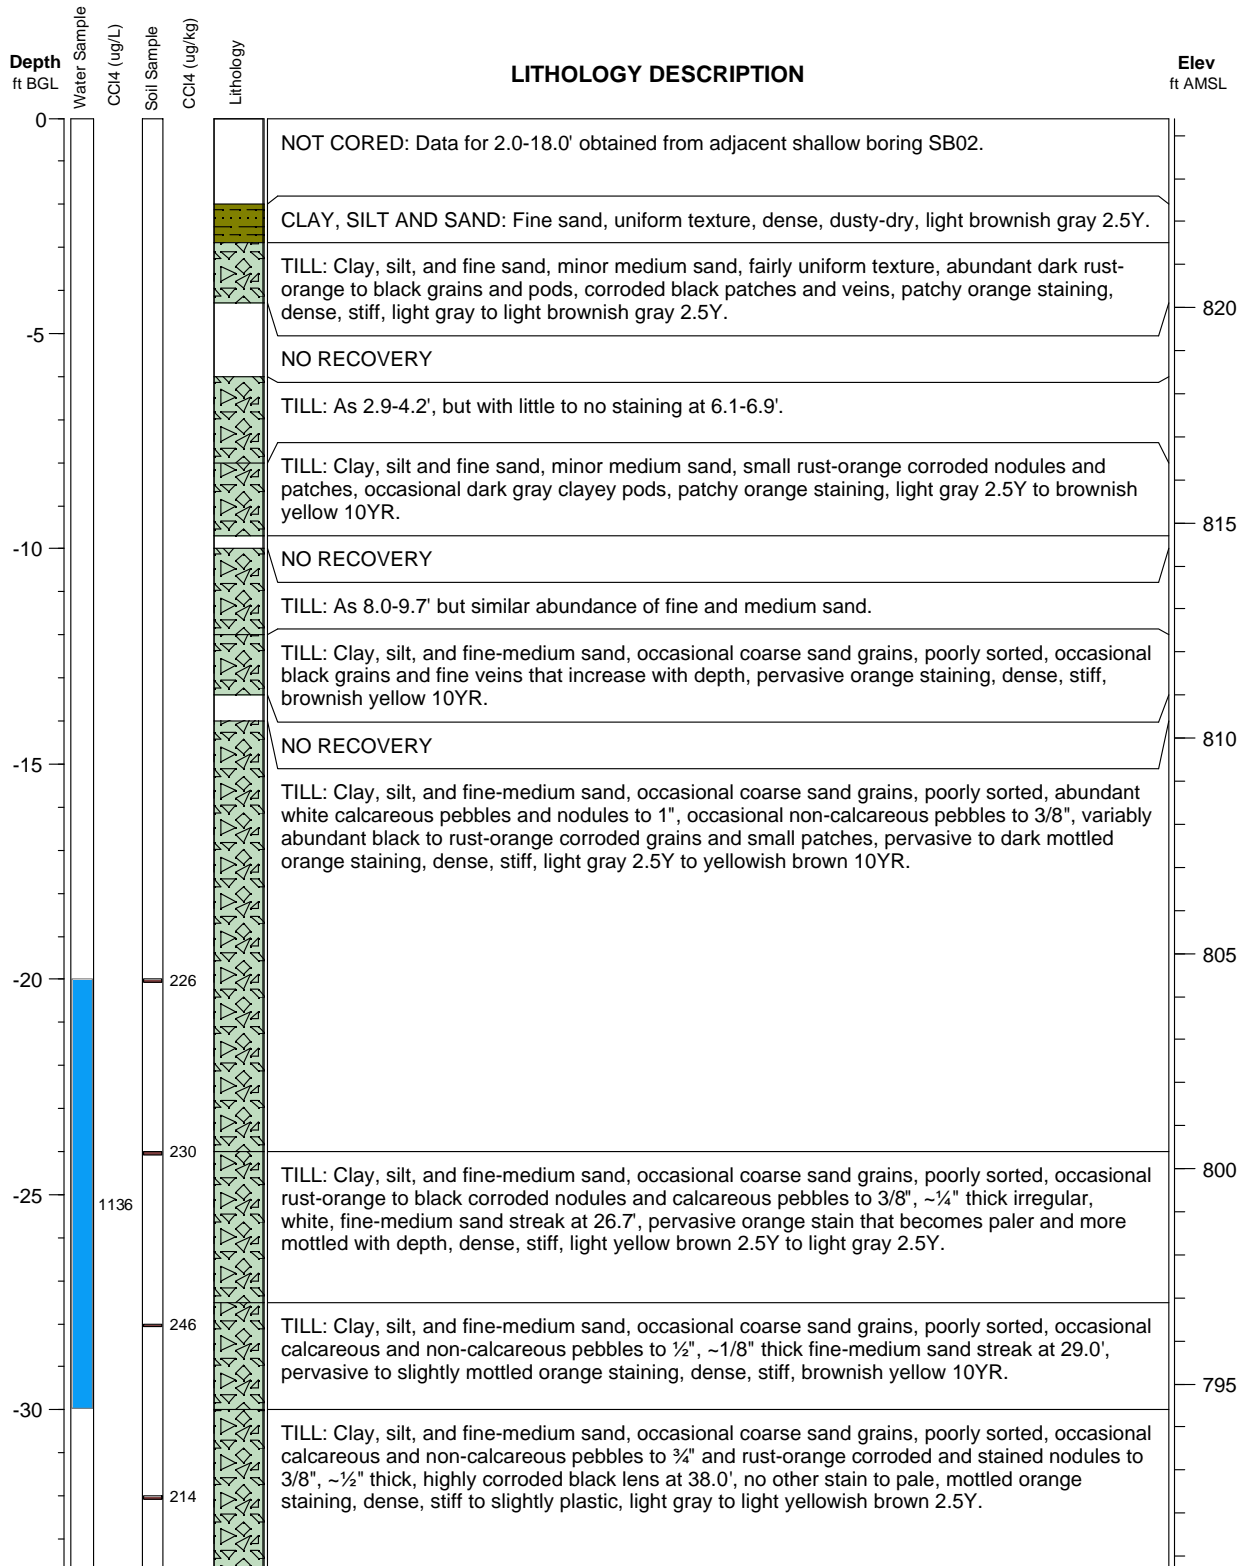 Depth
ft BGL
Water Sample
CCl4 (ug/L)
Soil Sample
CCl4 (ug/kg)
Lithology
LITHOLOGY DESCRIPTION
Elev
ft AMSL
0
NOT CORED: Data for 2.0-18.0' obtained from adjacent shallow boring SB02.
CLAY, SILT AND SAND: Fine sand, uniform texture, dense, dusty-dry, light brownish gray 2.5Y.
TILL: Clay, silt, and fine sand, minor medium sand, fairly uniform texture, abundant dark rust-
orange to black grains and pods, corroded black patches and veins, patchy orange staining,
dense, stiff, light gray to light brownish gray 2.5Y.
820
-5
NO RECOVERY
TILL: As 2.9-4.2', but with little to no staining at 6.1-6.9'.
TILL: Clay, silt and fine sand, minor medium sand, small rust-orange corroded nodules and
patches, occasional dark gray clayey pods, patchy orange staining, light gray 2.5Y to brownish
yellow 10YR.
815
-10
NO RECOVERY
TILL: As 8.0-9.7' but similar abundance of fine and medium sand.
TILL: Clay, silt, and fine-medium sand, occasional coarse sand grains, poorly sorted, occasional
black grains and fine veins that increase with depth, pervasive orange staining, dense, stiff,
brownish yellow 10YR.
810
NO RECOVERY
-15
TILL: Clay, silt, and fine-medium sand, occasional coarse sand grains, poorly sorted, abundant
white calcareous pebbles and nodules to 1", occasional non-calcareous pebbles to 3/8", variably
abundant black to rust-orange corroded grains and small patches, pervasive to dark mottled
orange staining, dense, stiff, light gray 2.5Y to yellowish brown 10YR.
805
-20
226
230
800
TILL: Clay, silt, and fine-medium sand, occasional coarse sand grains, poorly sorted, occasional
rust-orange to black corroded nodules and calcareous pebbles to 3/8", ~¼" thick irregular,
white, fine-medium sand streak at 26.7', pervasive orange stain that becomes paler and more
mottled with depth, dense, stiff, light yellow brown 2.5Y to light gray 2.5Y.
-25
1136
246
TILL: Clay, silt, and fine-medium sand, occasional coarse sand grains, poorly sorted, occasional
calcareous and non-calcareous pebbles to ½", ~1/8" thick fine-medium sand streak at 29.0',
pervasive to slightly mottled orange staining, dense, stiff, brownish yellow 10YR.
795
-30
TILL: Clay, silt, and fine-medium sand, occasional coarse sand grains, poorly sorted, occasional
calcareous and non-calcareous pebbles to ¾" and rust-orange corroded and stained nodules to
3/8", ~½" thick, highly corroded black lens at 38.0', no other stain to pale, mottled orange
staining, dense, stiff to slightly plastic, light gray to light yellowish brown 2.5Y.
214